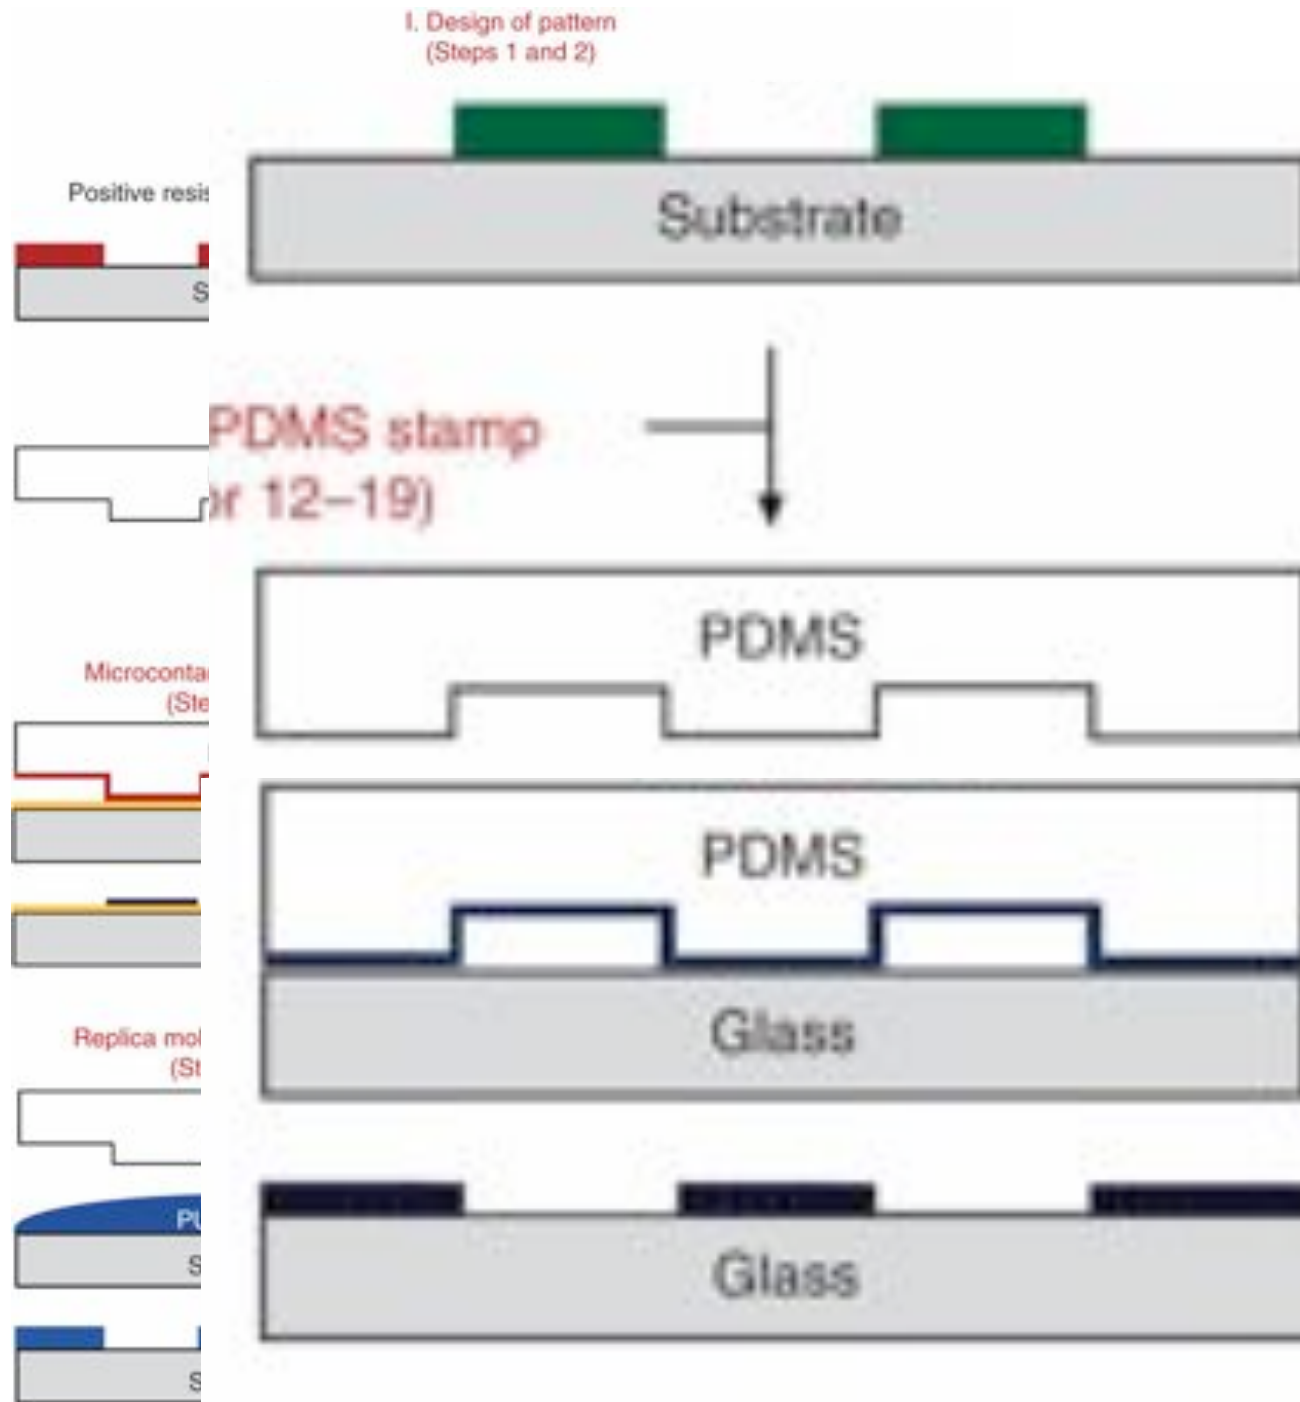 I. Design of pattern
(Steps 1 and 2)
Positive resis
Substrate
S
PDMS stamp
or 12–19)
PDMS
Microconta
(Ste
PDMS
Glass
Replica mol
(St
PU
S
Glass
S